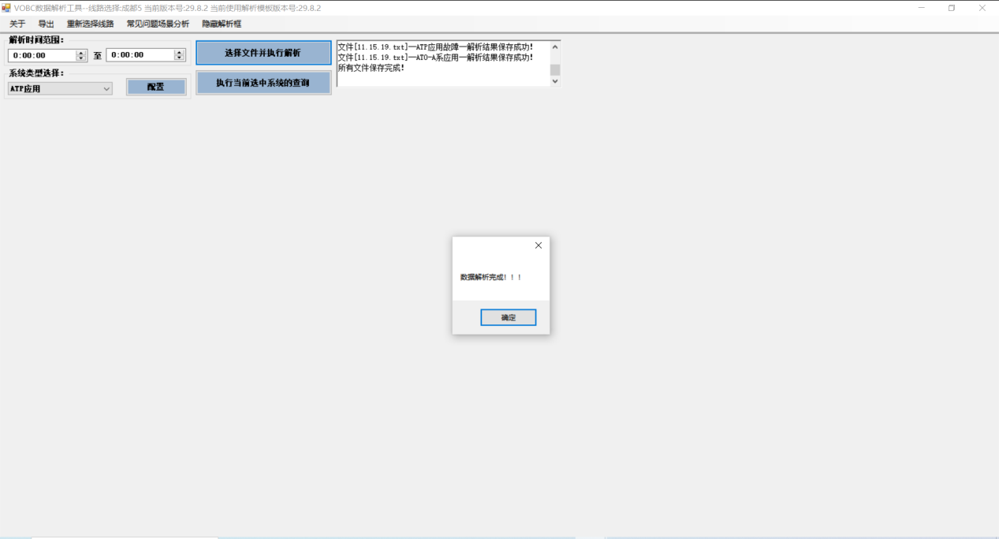 VOBC数据解析工具--线路选择:成都5 当前版本号:29.8.2 当前使用解析模板版本号:29.8.2
关于 导出 重新选择线路 常见问题场景分析 隐藏解析框
解析时间范围:
0:00:00 至 0:00:00
选择文件并执行解析
系统类型选择:
ATP应用
配置
执行当前选中系统的查询
文件[11.15.19.txt]—ATP应用故障—解析结果保存成功!
文件[11.15.19.txt]—ATO-A系应用—解析结果保存成功!
所有文件保存完成!
数据解析完成!!!
确定